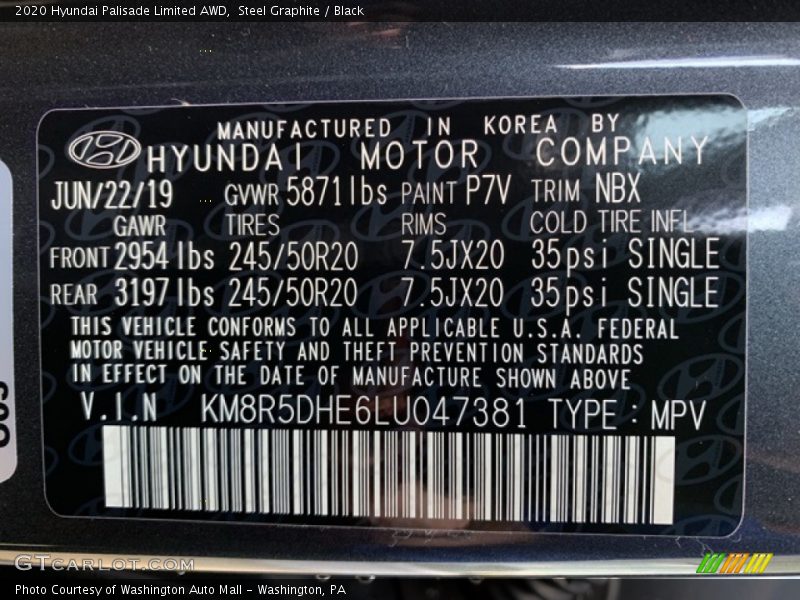 2020 Hyundai Palisade Limited AWD,  Steel Graphite / Black
MANUFACTURED IN KOREA BY
HYUNDAI MOTOR COMPANY
JUN/22/19 GVWR 5871lbs PAINT P7V TRIM NBX
GAWR TIRES RIMS COLD TIRE INFL
FRONT 2954lbs 245/50R20 7.5JX20 35psi SINGLE
REAR 3197lbs 245/50R20 7.5JX20 35psi SINGLE
THIS VEHICLE CONFORMS TO ALL APPLICABLE U.S.A. FEDERAL
MOTOR VEHICLE SAFETY AND THEFT PREVENTION STANDARDS
IN EFFECT ON THE DATE OF MANUFACTURE SHOWN ABOVE
V.I.N KM8R5DHE6LU047381 TYPE : MPV
GTCARLOT.COM
Photo Courtesy of Washington Auto Mall - Washington, PA